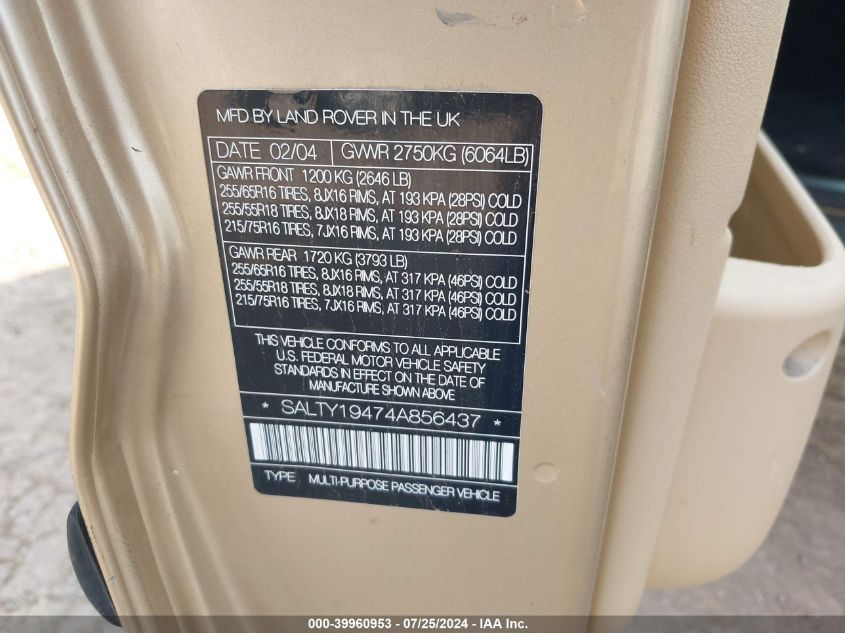 MFD BY LAND ROVER IN THE UK
DATE 02/04 GVWR 2750KG (6064LB)
GAWR FRONT 1200 KG (2646 LB)
255/65R16 TIRES, 8JX16 RIMS, AT 193 KPA (28PSI) COLD
255/55R18 TIRES, 8JX18 RIMS, AT 193 KPA (28PSI) COLD
215/75R16 TIRES, 7JX16 RIMS, AT 193 KPA (28PSI) COLD
GAWR REAR 1720 KG (3793 LB)
255/65R16 TIRES, 8JX16 RIMS, AT 317 KPA (46PSI) COLD
255/55R18 TIRES, 8JX18 RIMS, AT 317 KPA (46PSI) COLD
215/75R16 TIRES, 7JX16 RIMS, AT 317 KPA (46PSI) COLD
THIS VEHICLE CONFORMS TO ALL APPLICABLE
U.S. FEDERAL MOTOR VEHICLE SAFETY
STANDARDS IN EFFECT ON THE DATE OF
MANUFACTURE SHOWN ABOVE
* SALTY19474A856437 *
TYPE MULTI-PURPOSE PASSENGER VEHICLE
000-39960953 - 07/25/2024 - IAA Inc.